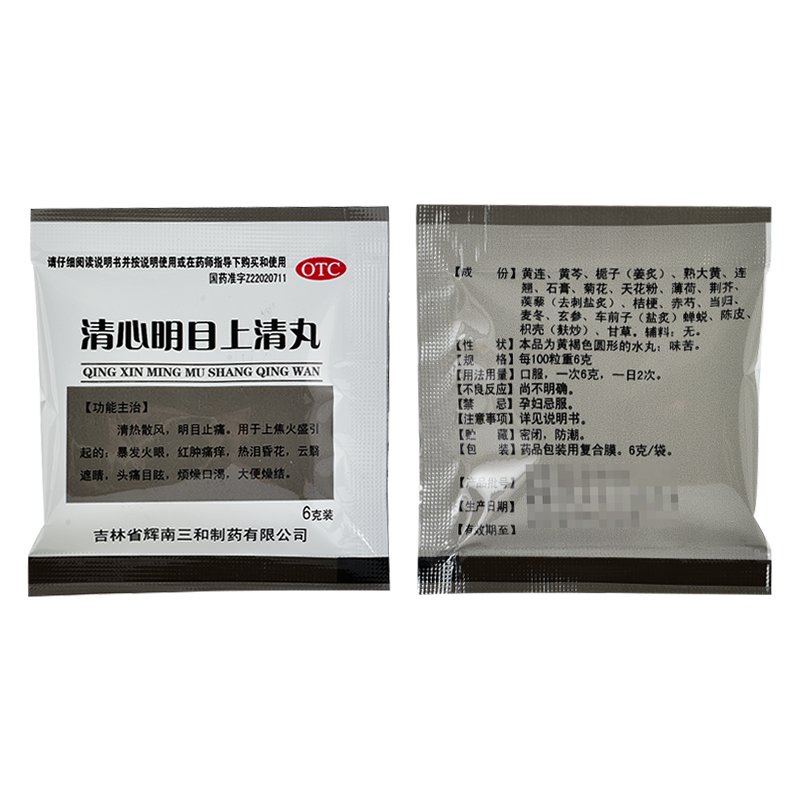 请仔细阅读说明书并按说明使用或在药师指导下购买和使用
OTC
国药准字Z22020711
清心明目上清丸
QING XIN MING MU SHANG QING WAN
【功能主治】
清热散风，明目止痛。用于上焦火盛引
起的：暴发火眼，红肿痛痒，热泪昏花，云翳
遮睛，头痛目眩，烦燥口渴，大便燥结。
6克装
吉林省辉南三和制药有限公司
【成 份】黄连、黄芩、栀子（姜炙）、熟大黄、连
翘、石膏、菊花、天花粉、薄荷、荆芥、
蒺藜（去刺盐炙）、桔梗、赤芍、当归、
麦冬、玄参、车前子（盐炙）蝉蜕、陈皮、
枳壳（麸炒）、甘草。辅料：无。
【性 状】本品为黄褐色圆形的水丸；味苦。
【规 格】每100粒重6克
【用法用量】口服，一次6克，一日2次。
【不良反应】尚不明确。
【禁 忌】孕妇忌服。
【注意事项】详见说明书。
【贮 藏】密闭，防潮。
【包 装】药品包装用复合膜。6克/袋。
【产品批号】
【生产日期】
【有效期至】